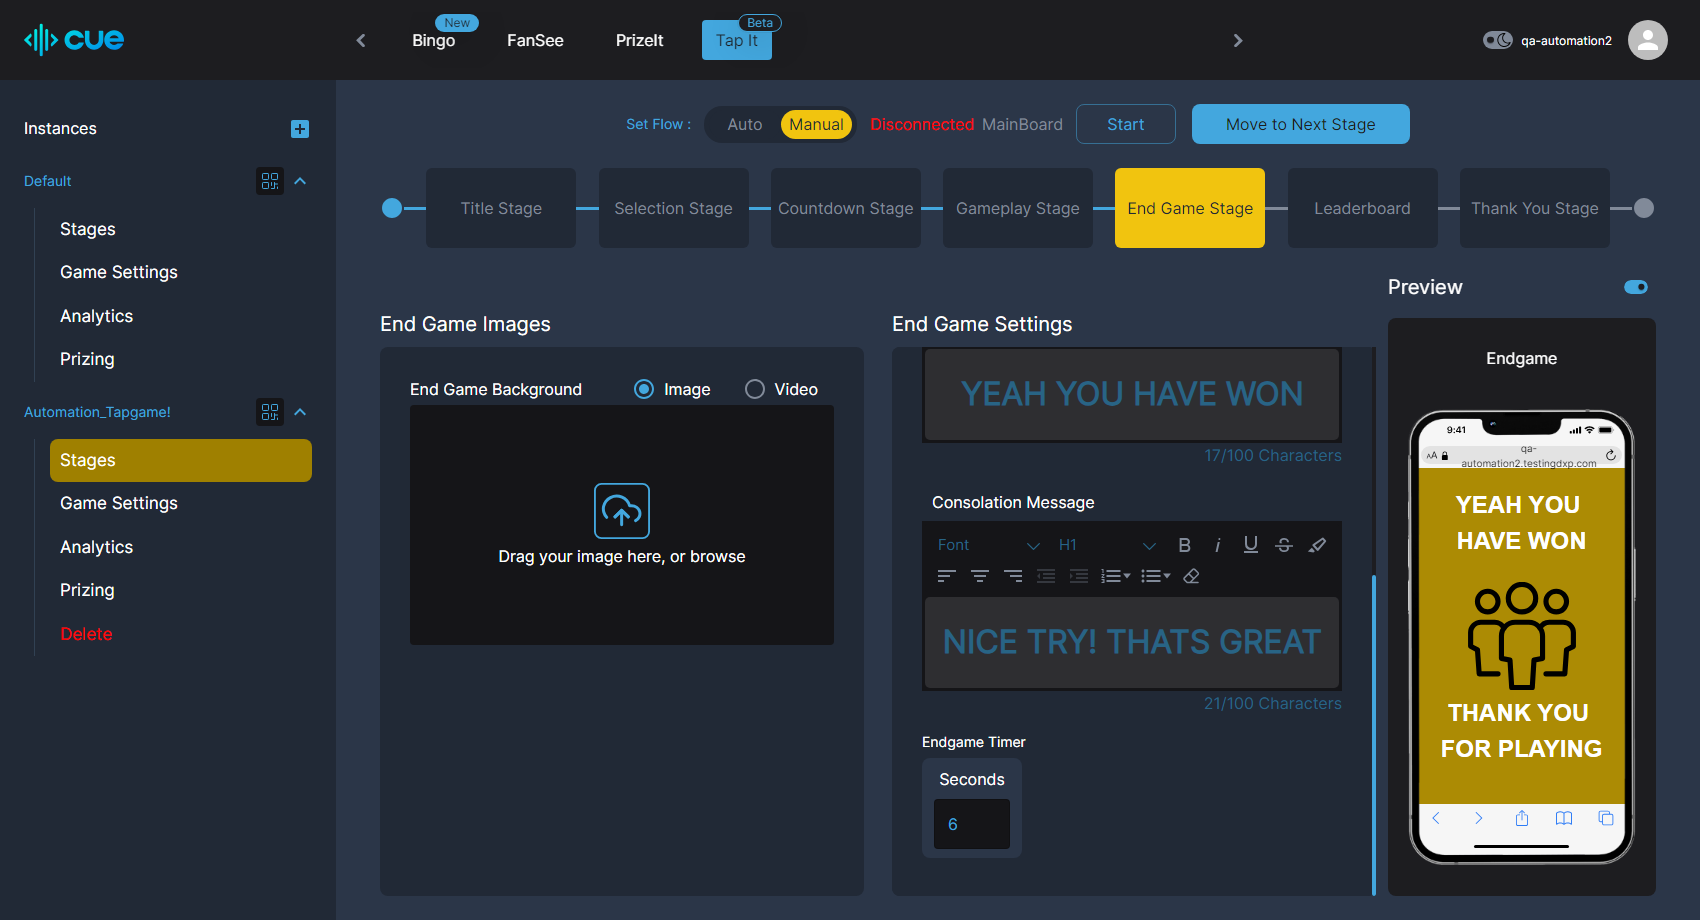 cue
Bingo
New
FanSee
PrizeIt
Tap It
Beta
qa-automation2
Instances
Default
Stages
Game Settings
Analytics
Prizing
Automation_Tapgame!
Stages
Game Settings
Analytics
Prizing
Delete
Set Flow :
Auto
Manual
Disconnected MainBoard
Start
Move to Next Stage
Title Stage
Selection Stage
Countdown Stage
Gameplay Stage
End Game Stage
Leaderboard
Thank You Stage
End Game Images
End Game Background
Image
Video
Drag your image here, or browse
End Game Settings
YEAH YOU HAVE WON
17/100 Characters
Consolation Message
Font
H1
B i U S
NICE TRY! THATS GREAT
21/100 Characters
Endgame Timer
Seconds
6
Preview
Endgame
9:41
AA
qa-
automation2.testingdxp.com
YEAH YOU
HAVE WON
THANK YOU
FOR PLAYING